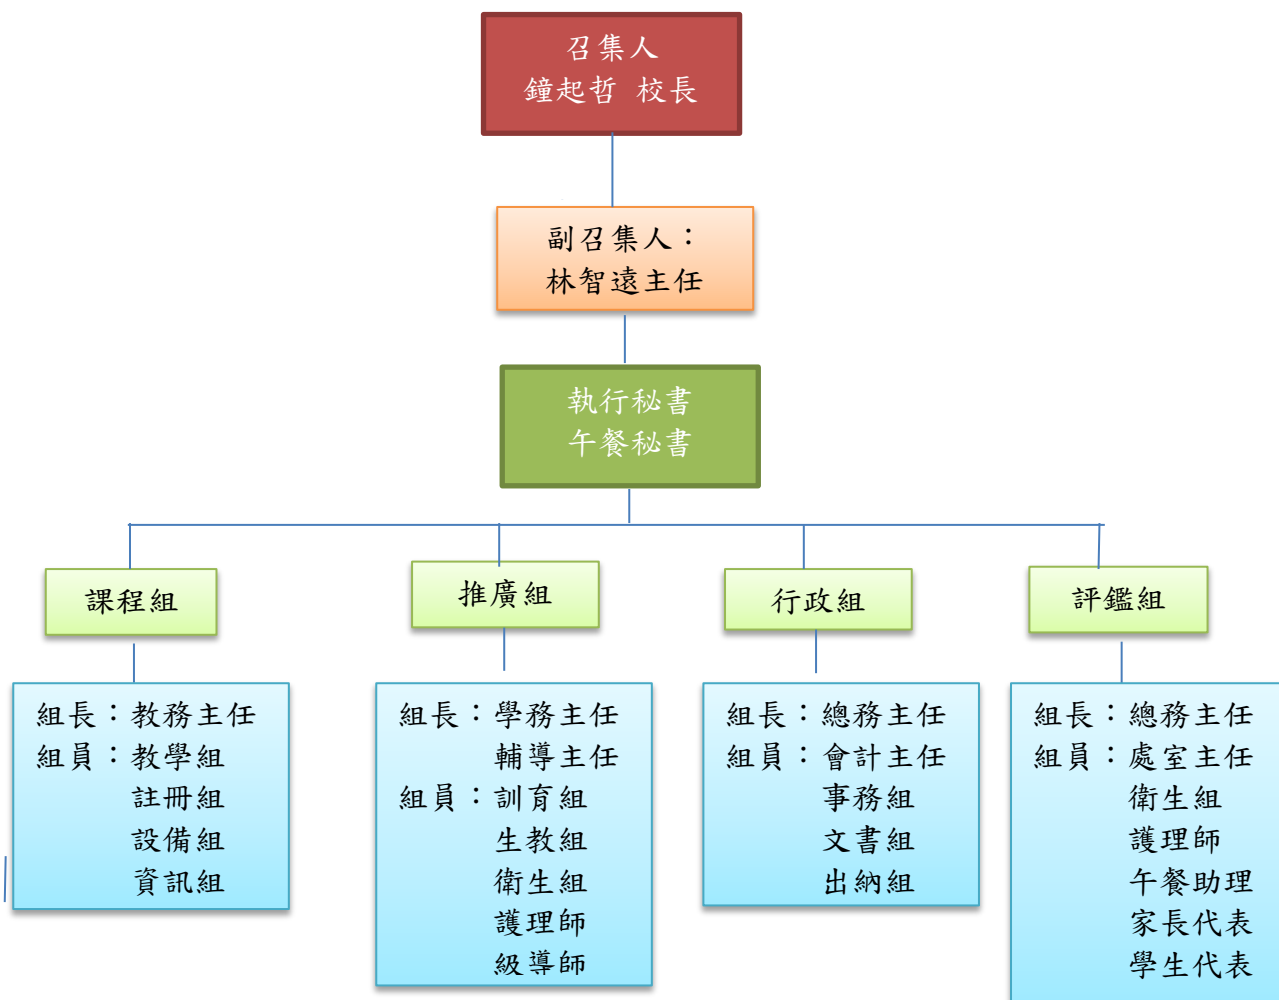 召集人
鐘起哲 校長
副召集人：
林智遠主任
執行秘書
午餐秘書
課程組
推廣組
行政組
評鑑組
組長：教務主任
組員：教學組
註冊組
設備組
資訊組
組長：學務主任
輔導主任
組員：訓育組
生教組
衛生組
護理師
級導師
組長：總務主任
組員：會計主任
事務組
文書組
出納組
組長：總務主任
組員：處室主任
衛生組
護理師
午餐助理
家長代表
學生代表